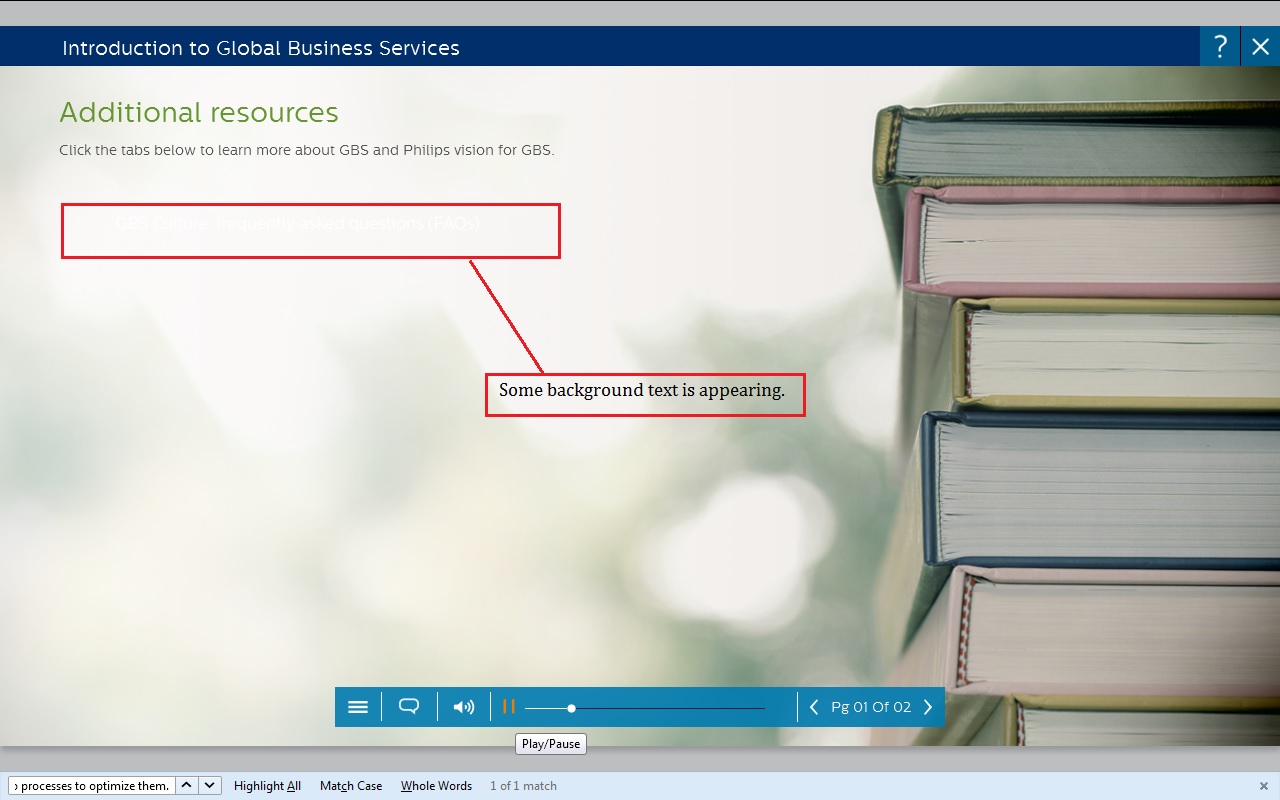 Introduction to Global Business Services
?
Additional resources
Click the tabs below to learn more about GBS and Philips vision for GBS.
GBS Culture: frequently asked questions (FAQs)
Some background text is appearing.
Pg 01 Of 02
Play/Pause
processes to optimize them.
Highlight All
Match Case
Whole Words
1 of 1 match